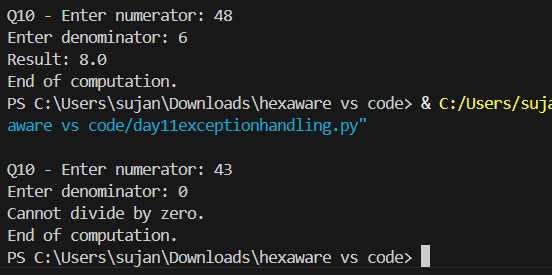 Q10 - Enter numerator: 48
Enter denominator: 6
Result: 8.0
End of computation.
PS C:\Users\sujan\Downloads\hexaware vs code> & C:/Users/suja
aware vs code/day11exceptionhandling.py"
Q10 - Enter numerator: 43
Enter denominator: 0
Cannot divide by zero.
End of computation.
PS C:\Users\sujan\Downloads\hexaware vs code>